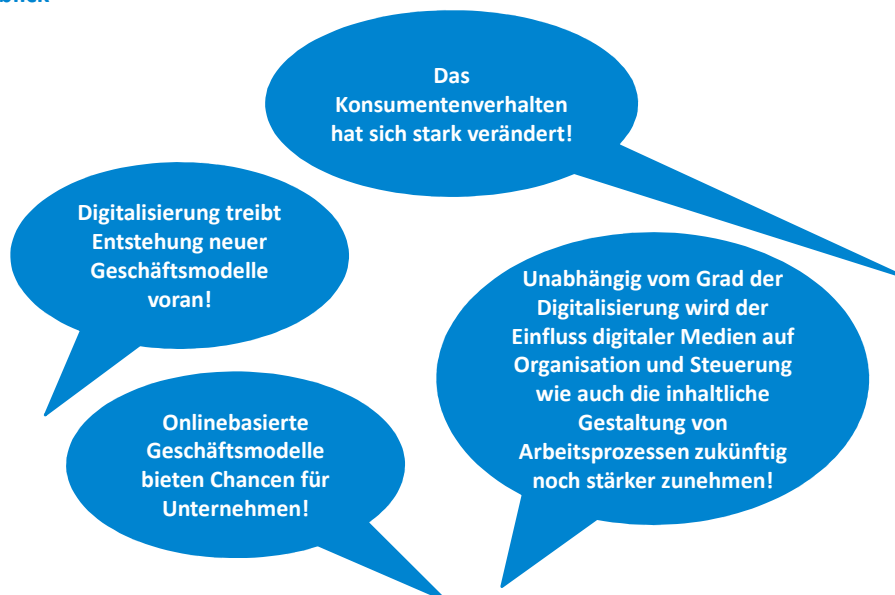 Das
Konsumentenverhalten
hat sich stark verändert!
Digitalisierung treibt
Entstehung neuer
Geschäftsmodelle
voran!
Unabhängig vom Grad der
Digitalisierung wird der
Einfluss digitaler Medien auf
Organisation und Steuerung
wie auch die inhaltliche
Gestaltung von
Arbeitsprozessen zukünftig
noch stärker zunehmen!
Onlinebasierte
Geschäftsmodelle
bieten Chancen für
Unternehmen!